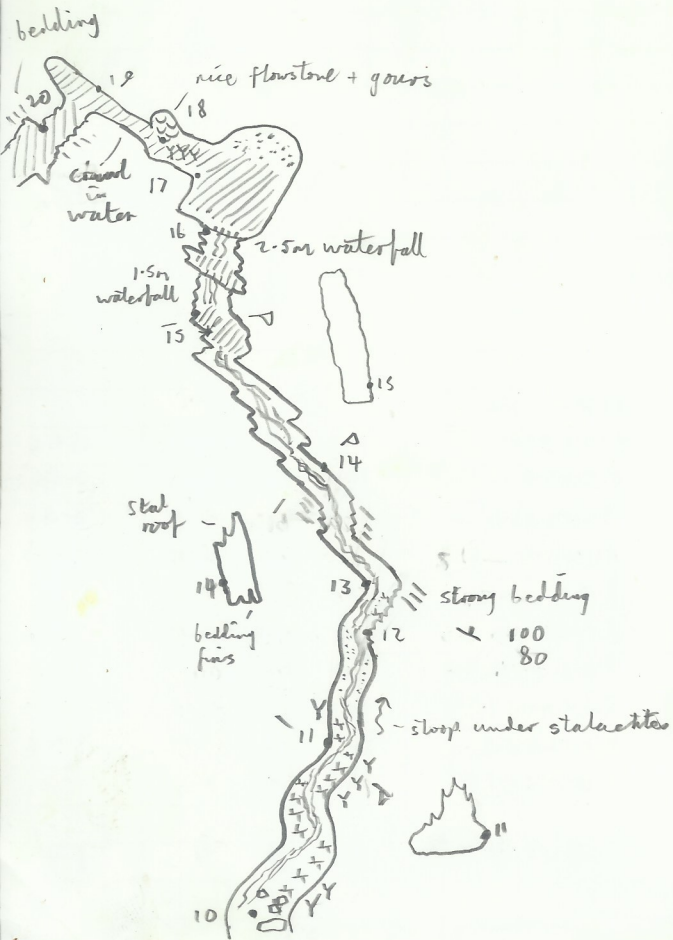 bedding
19
nice flowstone + gours
20
18
in
water
17
16
2.5m waterfall
1.5m
waterfall
15
15
14
stal
roof
14
13
strong bedding
100
80
bedding
fins
12
stoop under stalactites
11
11
10